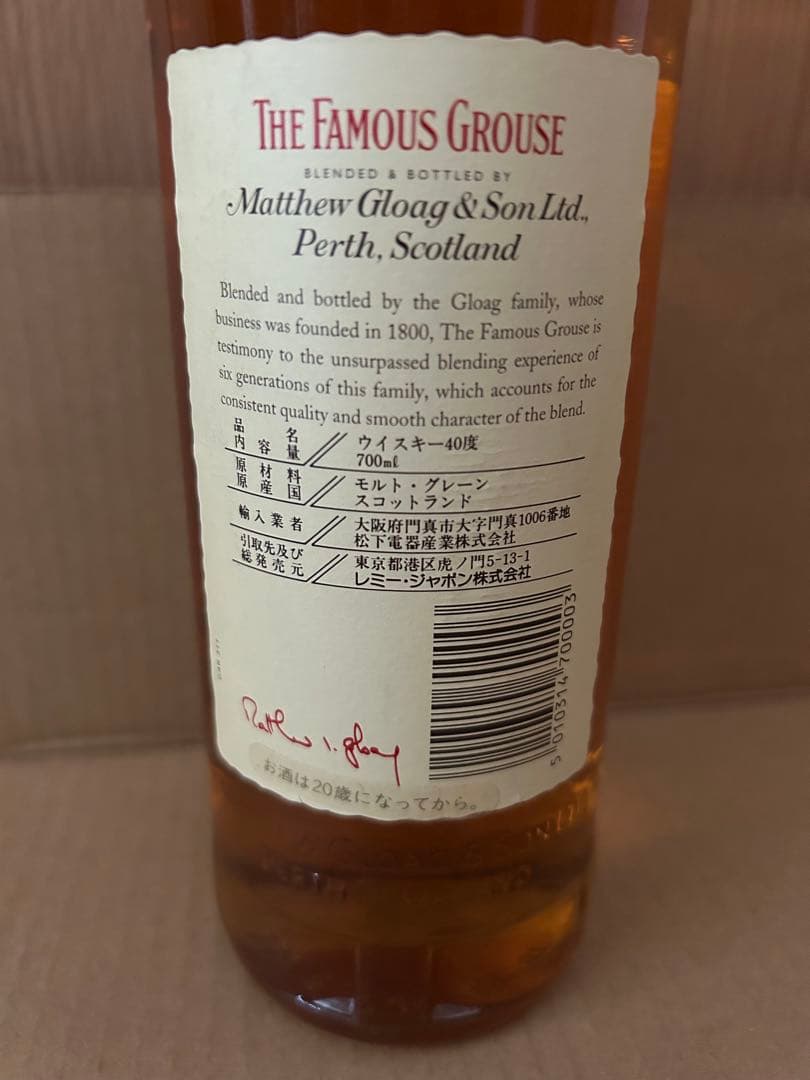 THE FAMOUS GROUSE
BLENDED & BOTTLED BY
Matthew Gloag & Son Ltd.,
Perth, Scotland
Blended and bottled by the Gloag family, whose
business was founded in 1800, The Famous Grouse is
testimony to the unsurpassed blending experience of
six generations of this family, which accounts for the
consistent quality and smooth character of the blend.
品名 ウイスキー40度
内容量 700ml
原材料 モルト・グレーン
原産国 スコットランド
輸入業者 大阪府門真市大字門真1006番地
松下電器産業株式会社
引取先及び 東京都港区虎ノ門5-13-1
総発売元 レミー・ジャポン株式会社
5 010314 700003
Matthew I. Gloag
お酒は20歳になってから。